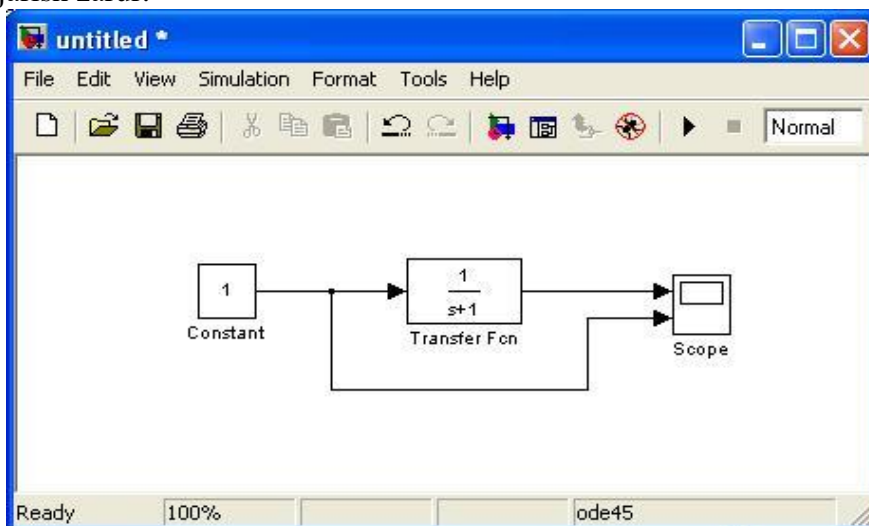 untitled *
File Edit View Simulation Format Tools Help
Normal
1
Constant
1
s+1
Transfer Fcn
Scope
Ready 100% ode45